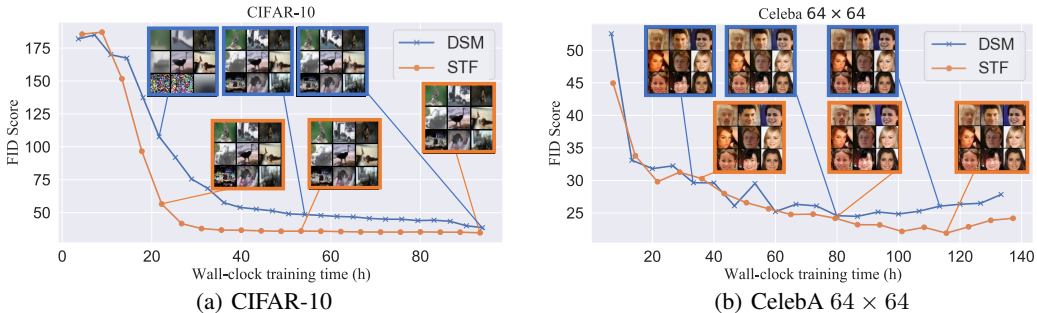 CIFAR-10
175
150
125
100
75
50
FID Score
0
20
40
60
80
Wall-clock training time (h)
DSM
STF
(a) CIFAR-10
Celeba 64 × 64
50
45
40
35
30
25
FID Score
20
40
60
80
100
120
140
Wall-clock training time (h)
DSM
STF
(b) CelebA 64 × 64